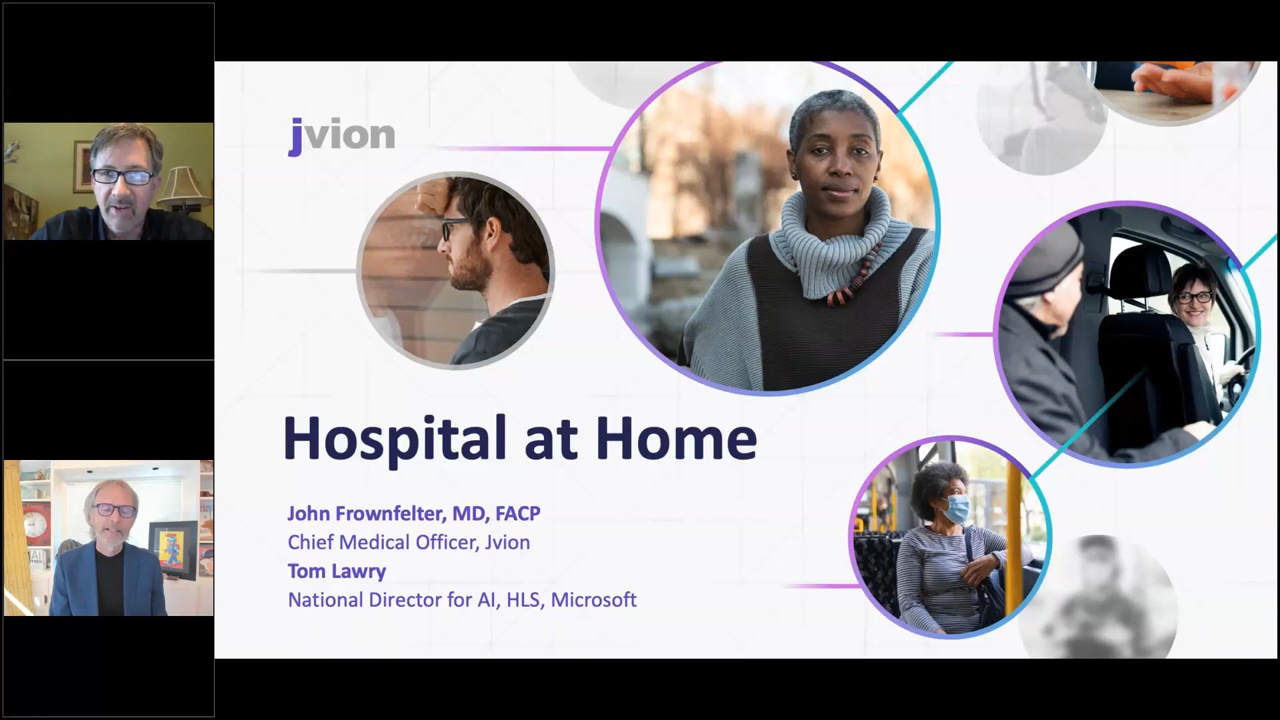 jvion
Hospital at Home
John Frownfelter, MD, FACP
Chief Medical Officer, Jvion
Tom Lawry
National Director for AI, HLS, Microsoft
AI